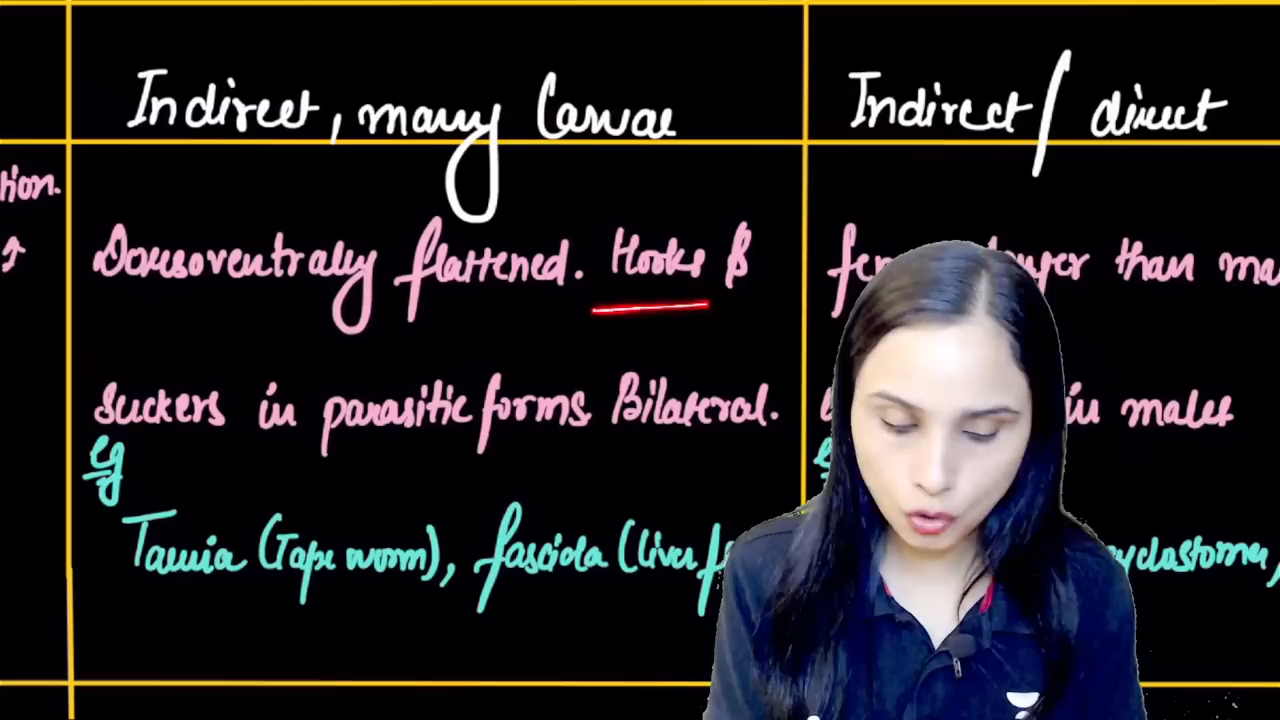 Indirect, many Larvae
Indirect / direct
tion.
Dorsoventrally flattened. Hooks &
than ma
suckers in parasitic forms Bilateral.
in males
eg
Taenia (Tape worm), fasciola (liver f